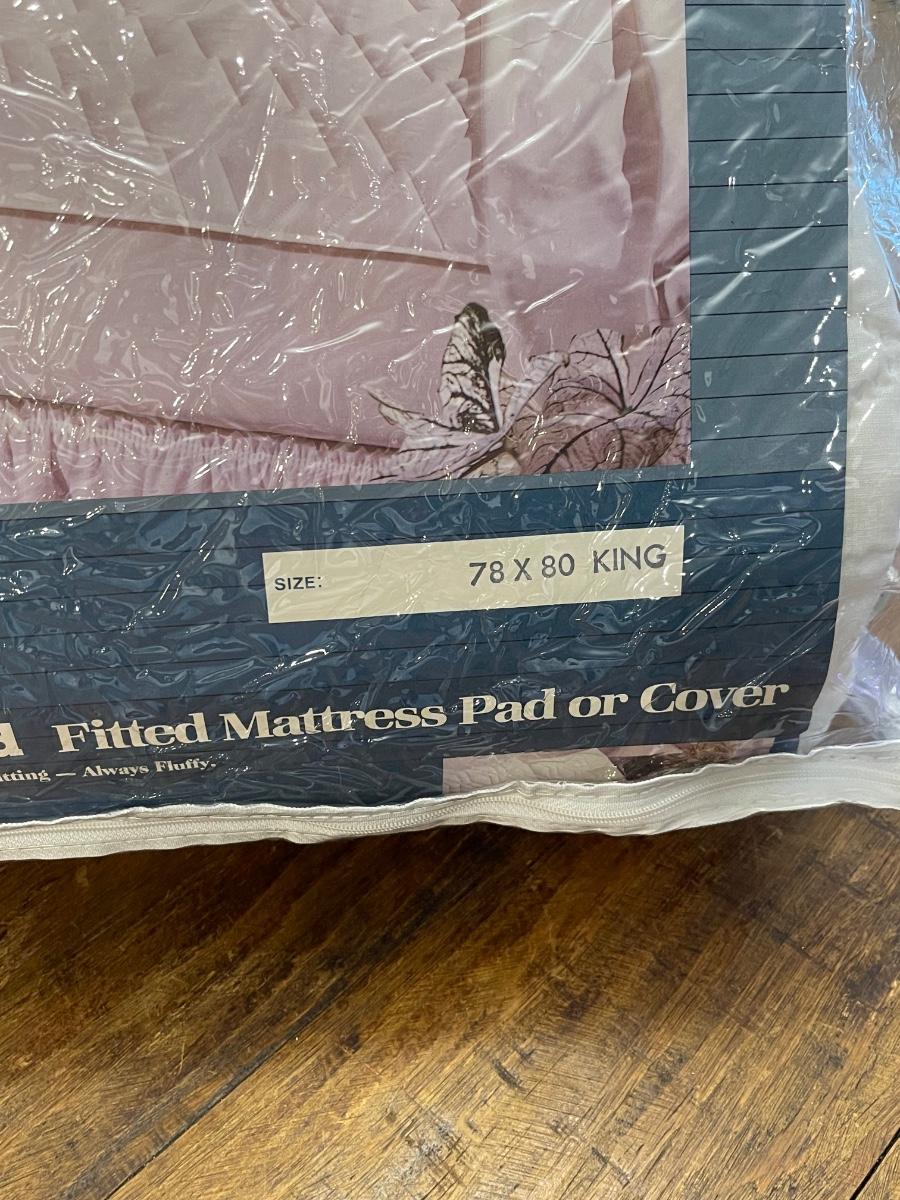 SIZE: 78 X 80 KING
Fitted Mattress Pad or Cover
— Always Fluffy.